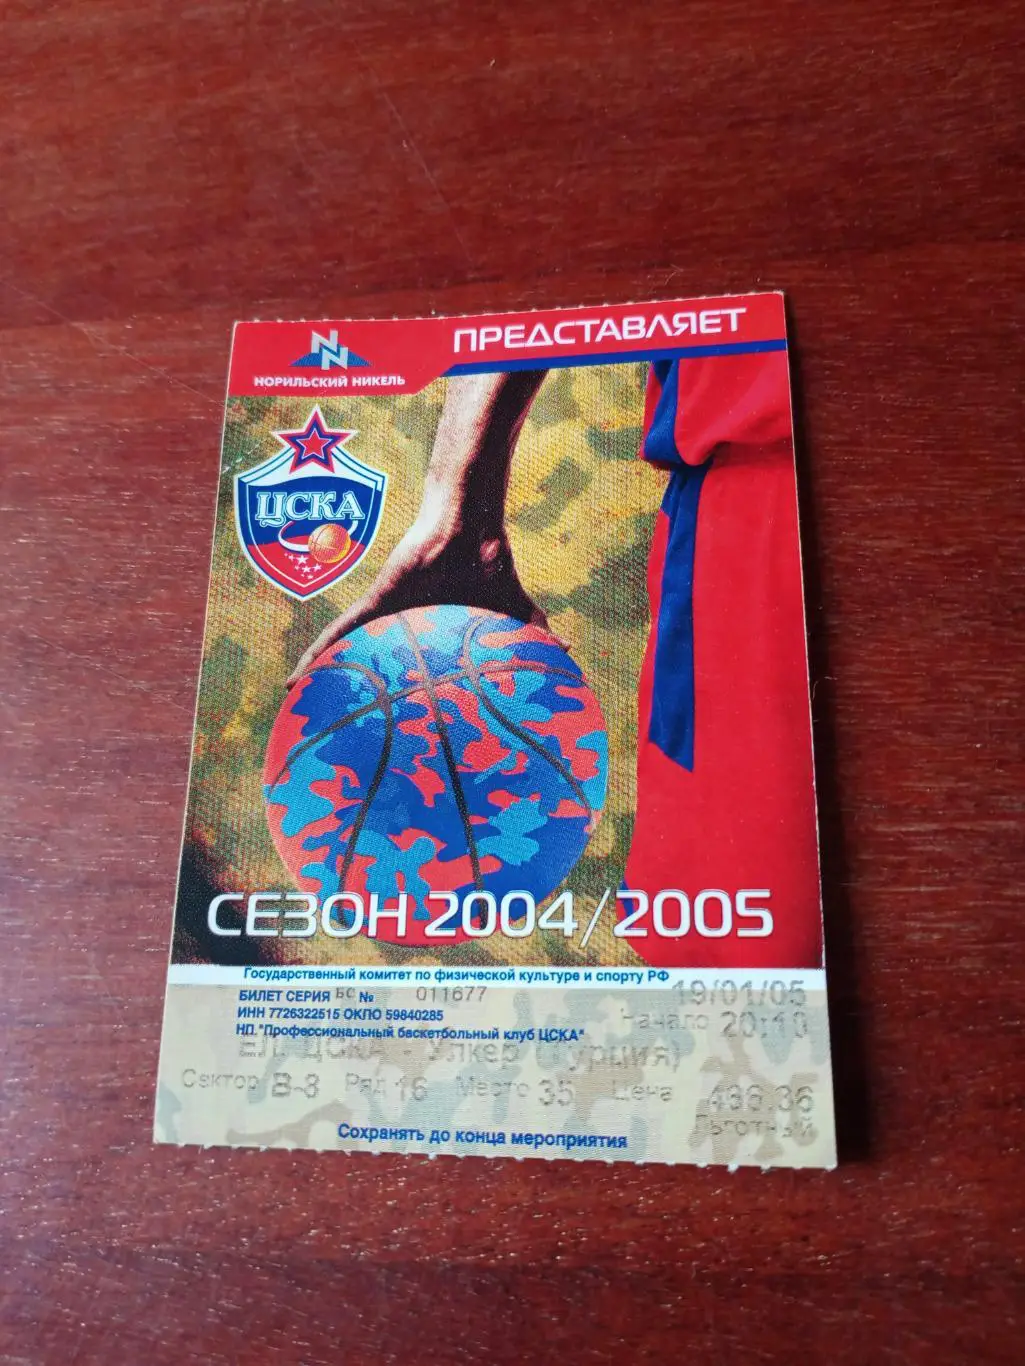 НОРИЛЬСКИЙ НИКЕЛЬ
ПРЕДСТАВЛЯЕТ
ЦСКА
СЕЗОН 2004/2005
Государственный комитет по физической культуре и спорту РФ
БИЛЕТ СЕРИЯ БС № 011677
19/01/05
ИНН 7726322515 ОКПО 59840285
Начало 20:10
НП "Профессиональный баскетбольный клуб ЦСКА"
ЕЛ. ЦСКА - Улкер (Турция)
Сектор B-8 Ряд 16 Место 35 Цена 436.36
Льготный
Сохранять до конца мероприятия